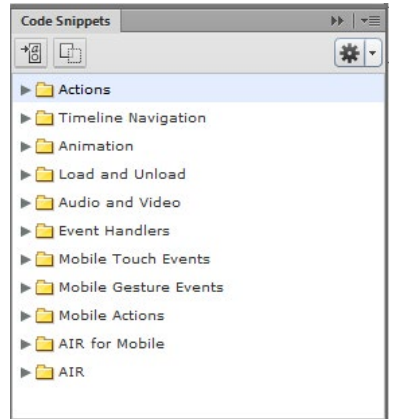 Code Snippets
Actions
Timeline Navigation
Animation
Load and Unload
Audio and Video
Event Handlers
Mobile Touch Events
Mobile Gesture Events
Mobile Actions
AIR for Mobile
AIR